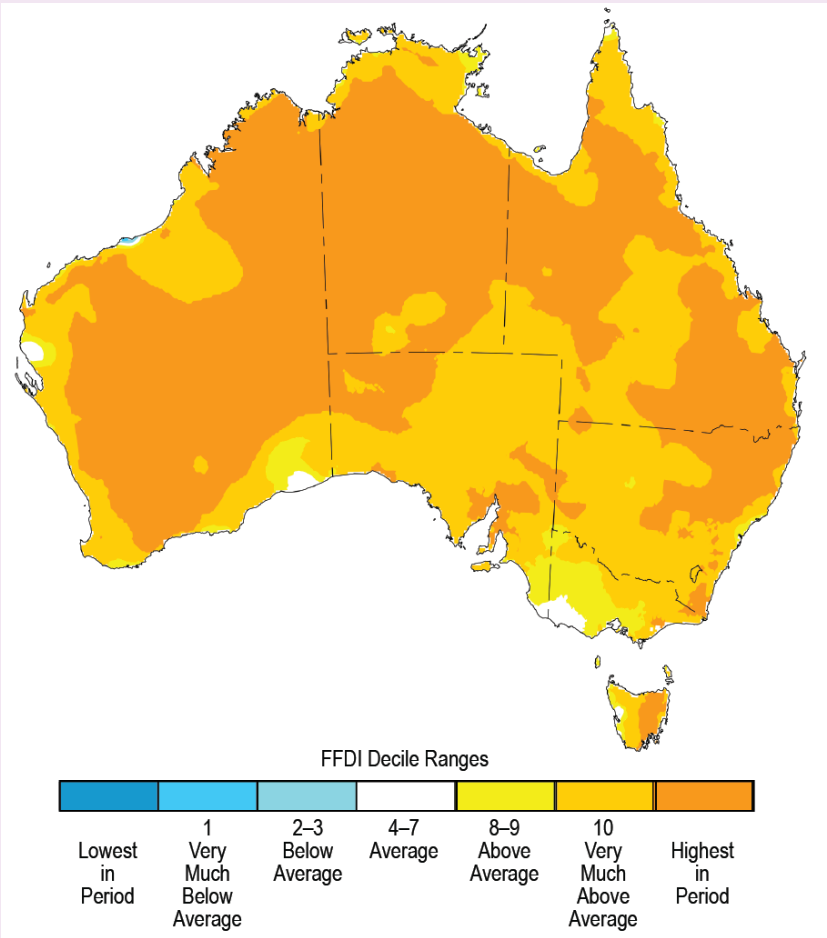 FFDI Decile Ranges
Lowest
in
Period
1
Very
Much
Below
Average
2–3
Below
Average
4–7
Average
8–9
Above
Average
10
Very
Much
Above
Average
Highest
in
Period